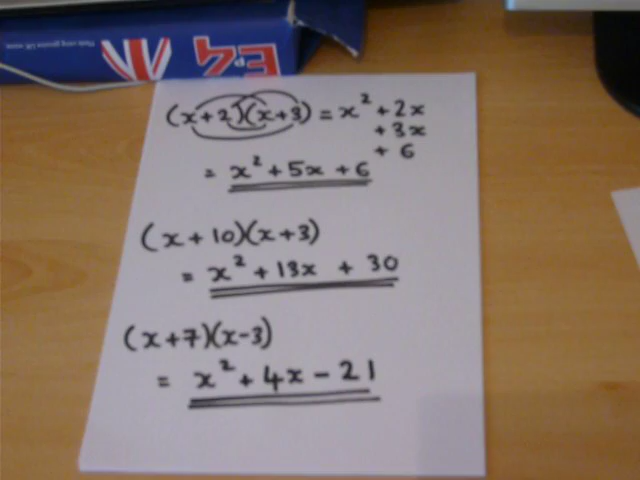 (x+2)(x+3) = x² + 2x
+ 3x
+ 6
= x² + 5x + 6
(x + 10)(x + 3)
= x² + 13x + 30
(x+7)(x-3)
= x² + 4x - 21